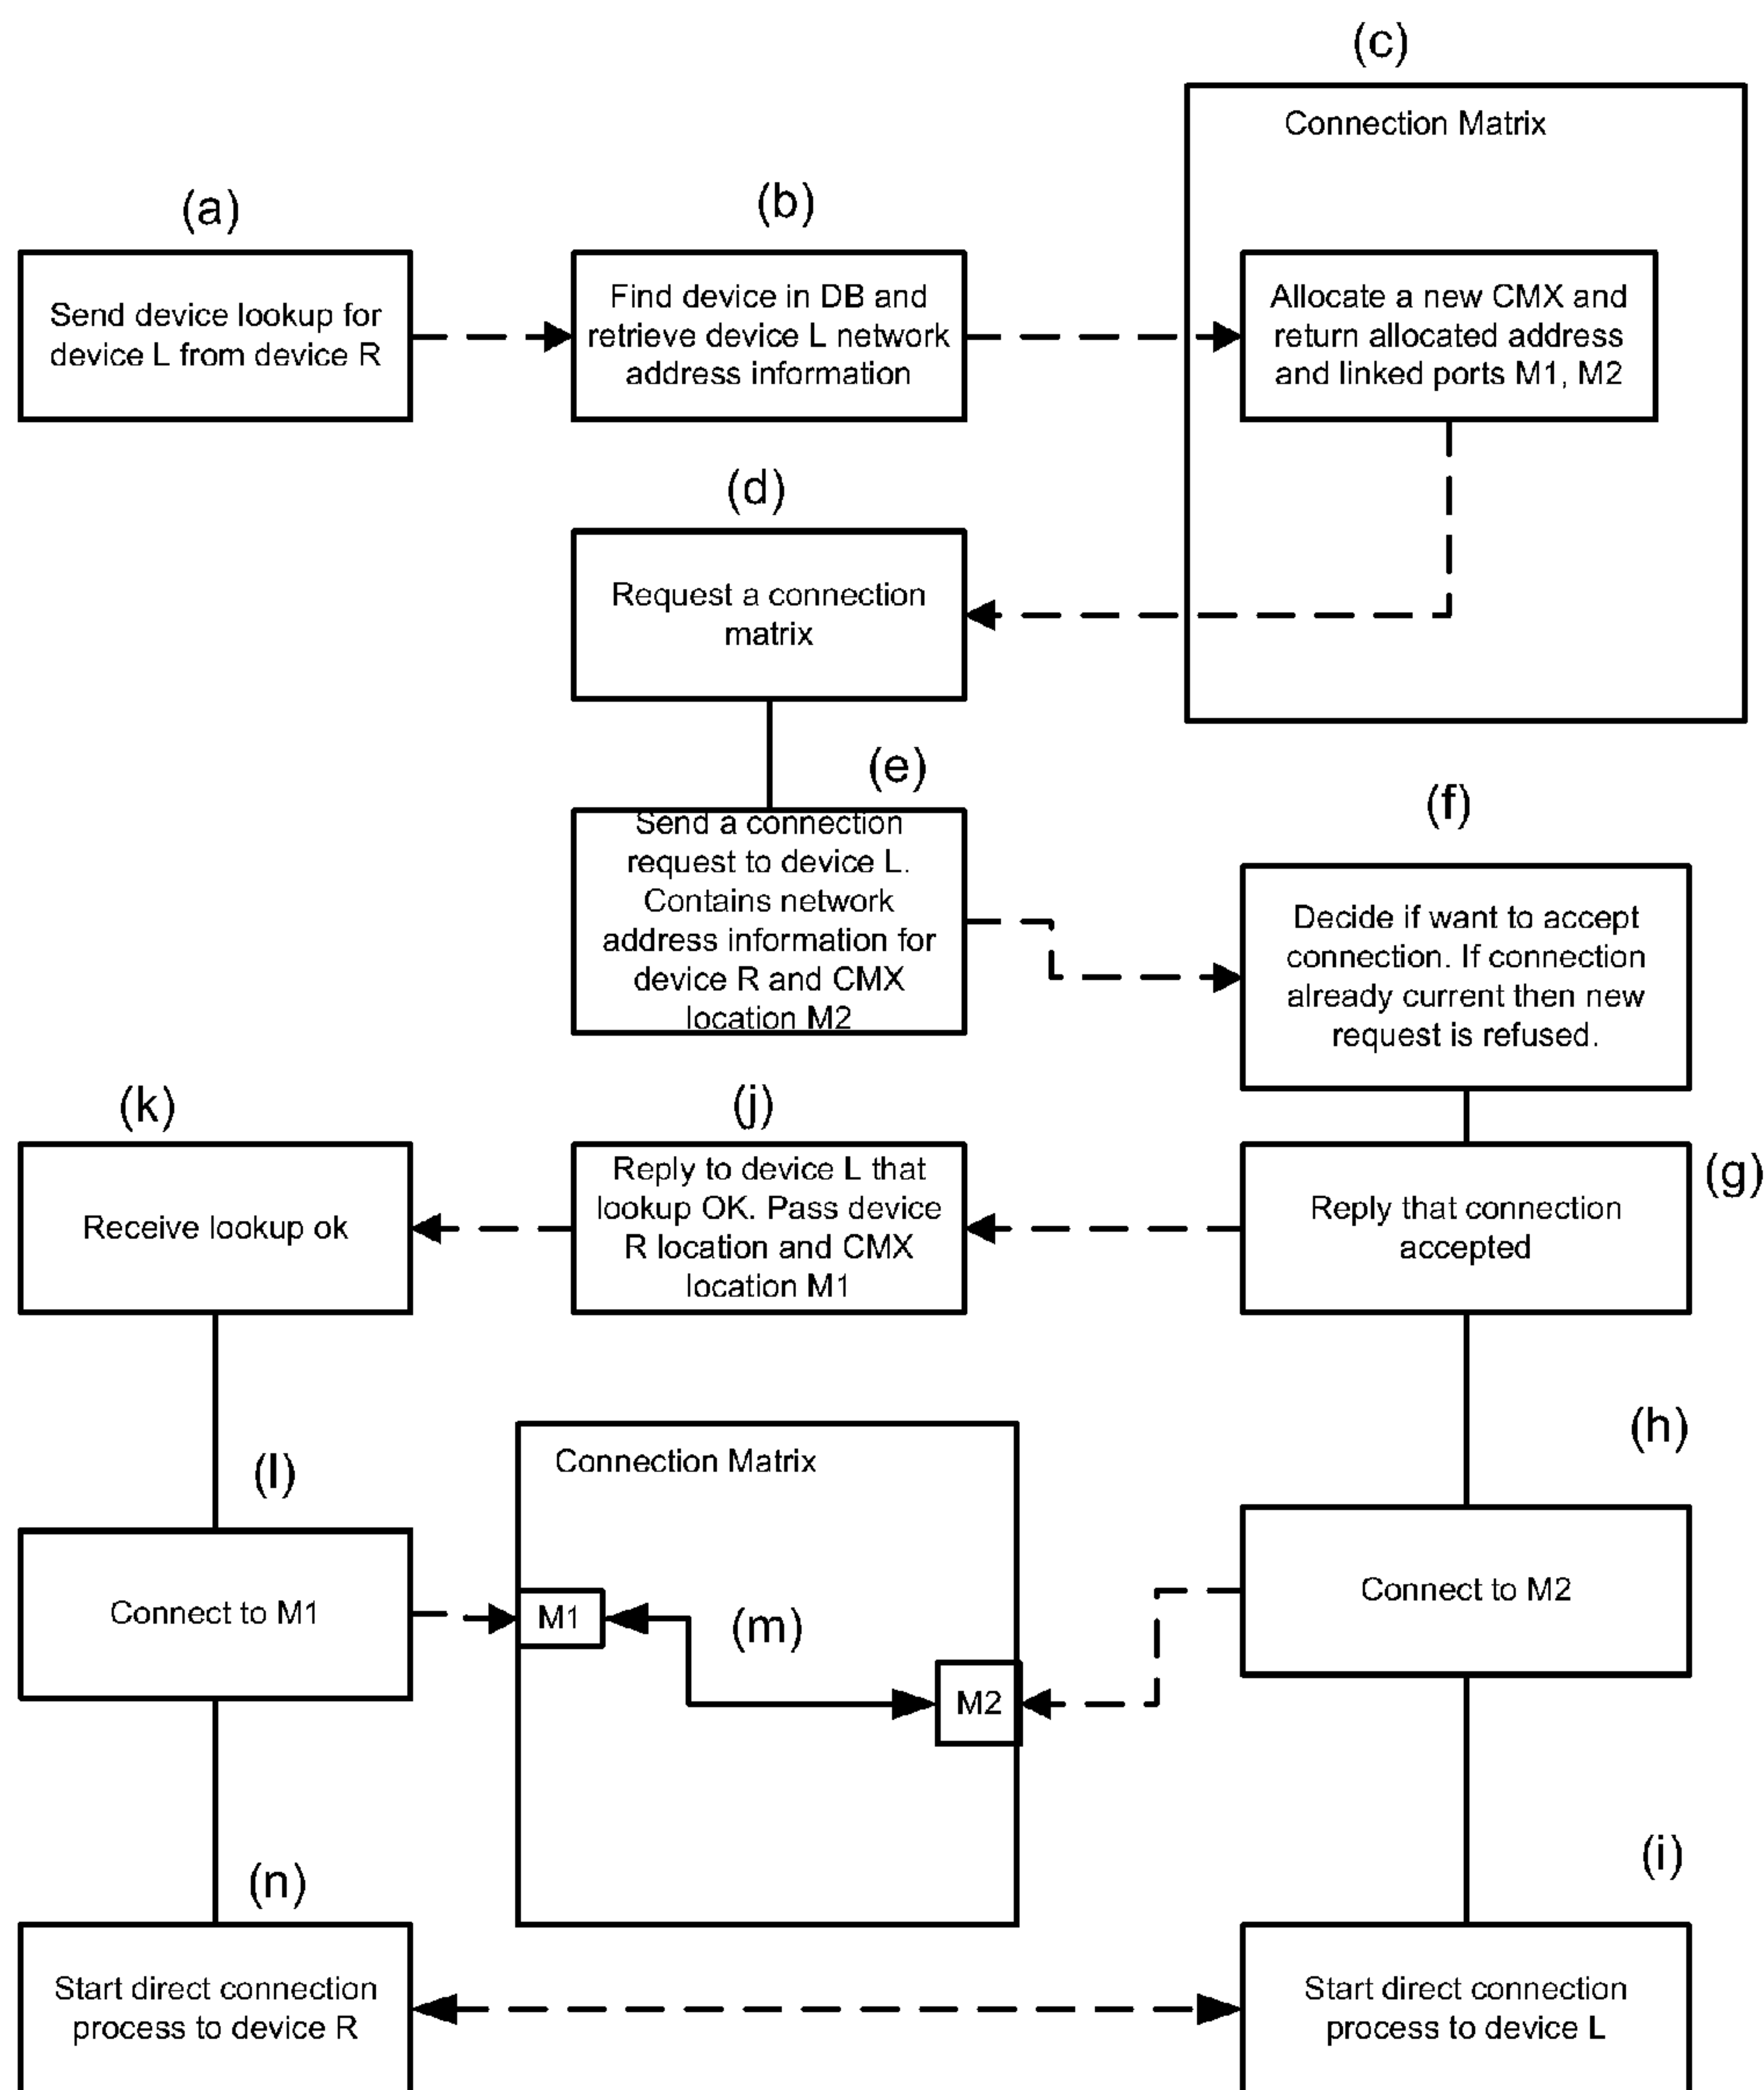 (c)
Connection Matrix
(a)
(b)
Send device lookup for
device L from device R
Find device in DB and
retrieve device L network
address information
Allocate a new CMX and
return allocated address
and linked ports M1, M2
(d)
Request a connection
matrix
(e)
Send a connection
request to device L.
Contains network
address information for
device R and CMX
location M2
(f)
Decide if want to accept
connection. If connection
already current then new
request is refused.
(k)
(j)
(g)
Receive lookup ok
Reply to device L that
lookup OK. Pass device
R location and CMX
location M1
Reply that connection
accepted
(h)
(l)
Connection Matrix
Connect to M1
M1
(m)
M2
Connect to M2
(n)
(i)
Start direct connection
process to device R
Start direct connection
process to device L